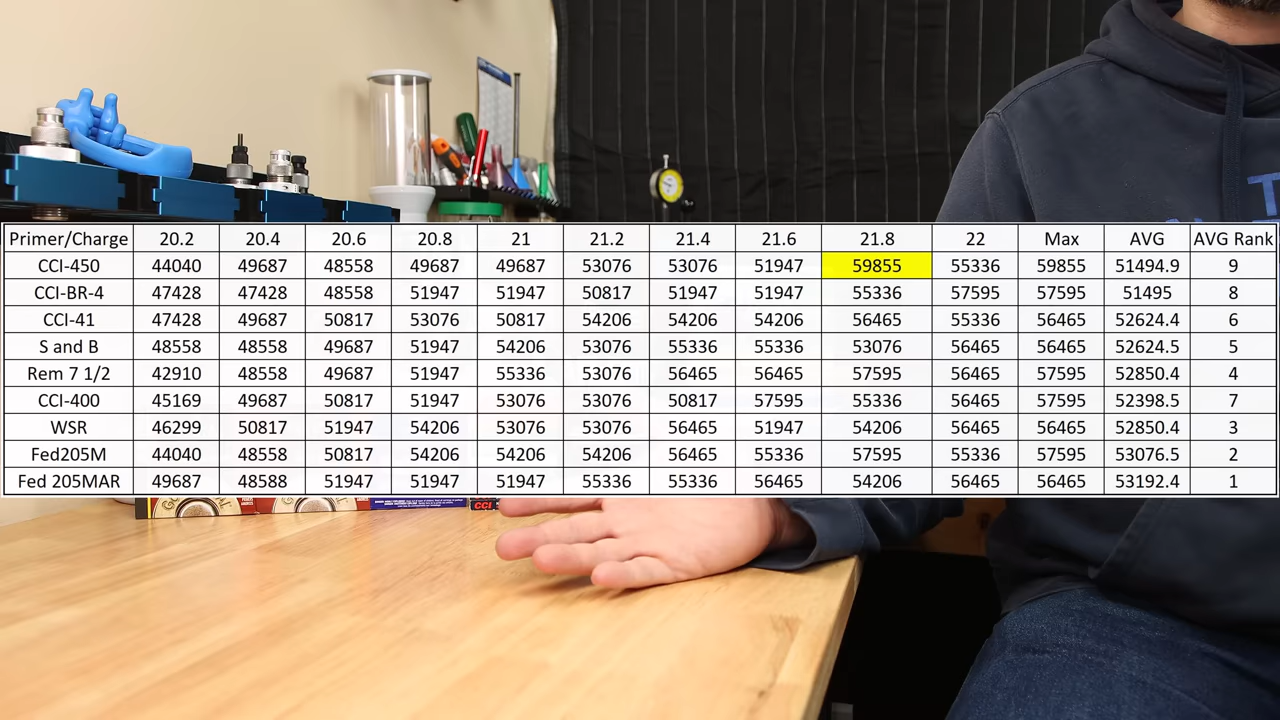 Primer/Charge 20.2 20.4 20.6 20.8 21 21.2 21.4 21.6 21.8 22 Max AVG AVG Rank
CCI-450 44040 49687 48558 49687 49687 53076 53076 51947 59855 55336 59855 51494.9 9
CCI-BR-4 47428 47428 48558 51947 51947 50817 51947 51947 55336 57595 57595 51495 8
CCI-41 47428 49687 50817 53076 50817 54206 54206 54206 56465 55336 56465 52624.4 6
S and B 48558 48558 49687 51947 54206 53076 55336 55336 53076 56465 56465 52624.5 5
Rem 7 1/2 42910 48558 49687 51947 55336 53076 56465 56465 57595 56465 57595 52850.4 4
CCI-400 45169 49687 50817 51947 53076 53076 50817 57595 55336 56465 57595 52398.5 7
WSR 46299 50817 51947 54206 53076 53076 56465 51947 54206 56465 56465 52850.4 3
Fed205M 44040 48558 50817 54206 54206 54206 56465 55336 57595 55336 57595 53076.5 2
Fed 205MAR 49687 48588 51947 51947 51947 55336 55336 56465 54206 56465 56465 53192.4 1
CCI